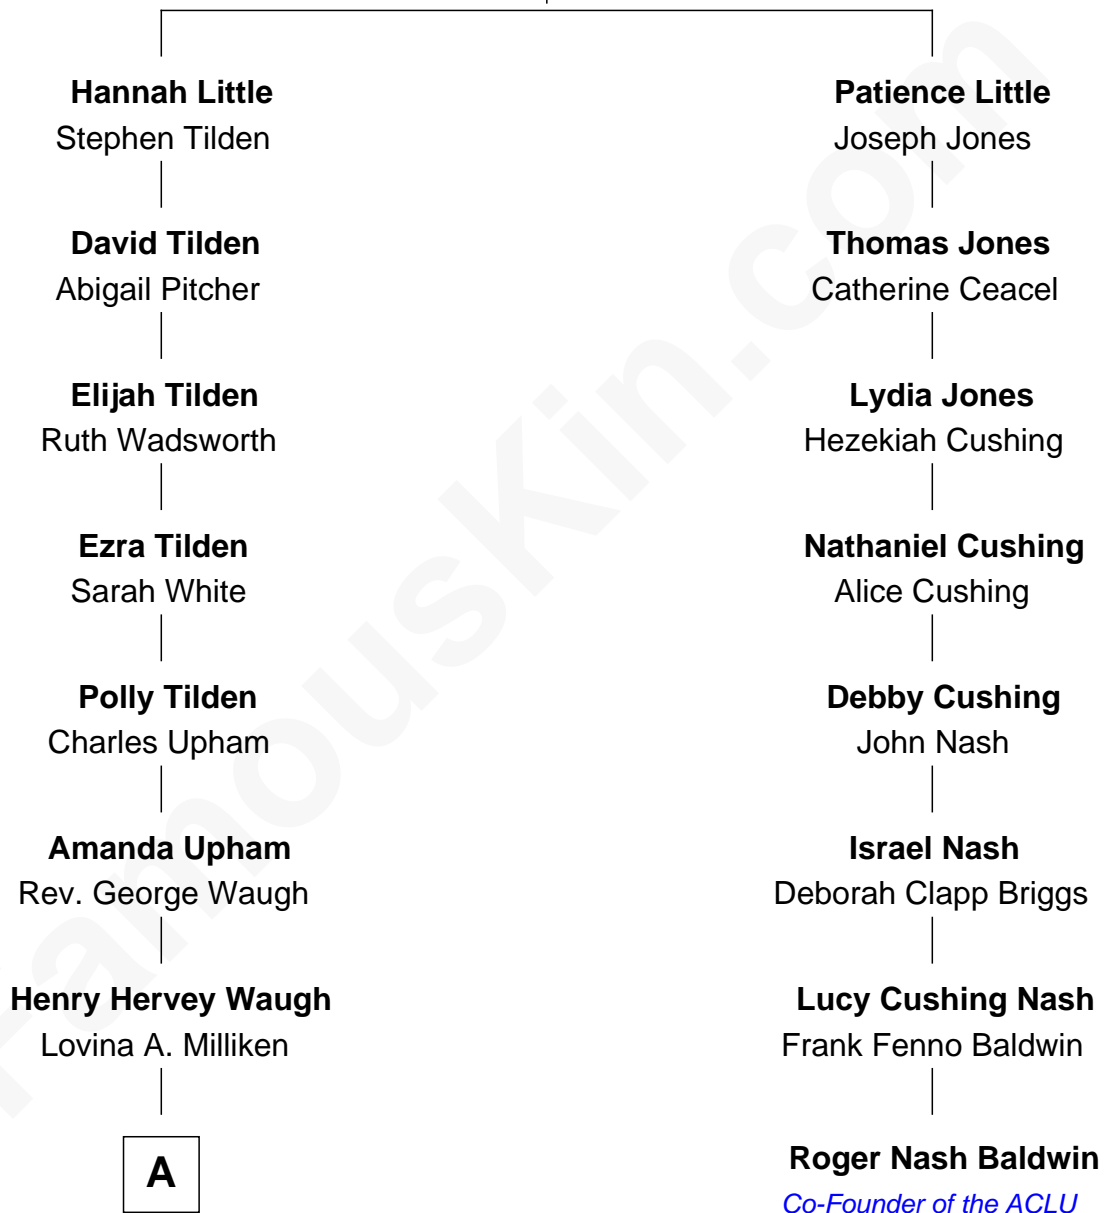 Hannah Little
Stephen Tilden
David Tilden
Abigail Pitcher
Elijah Tilden
Ruth Wadsworth
Ezra Tilden
Sarah White
Polly Tilden
Charles Upham
Amanda Upham
Rev. George Waugh
Henry Hervey Waugh
Lovina A. Milliken
A
Patience Little
Joseph Jones
Thomas Jones
Catherine Ceacel
Lydia Jones
Hezekiah Cushing
Nathaniel Cushing
Alice Cushing
Debby Cushing
John Nash
Israel Nash
Deborah Clapp Briggs
Lucy Cushing Nash
Frank Fenno Baldwin
Roger Nash Baldwin
Co-Founder of the ACLU
FamousKin.com